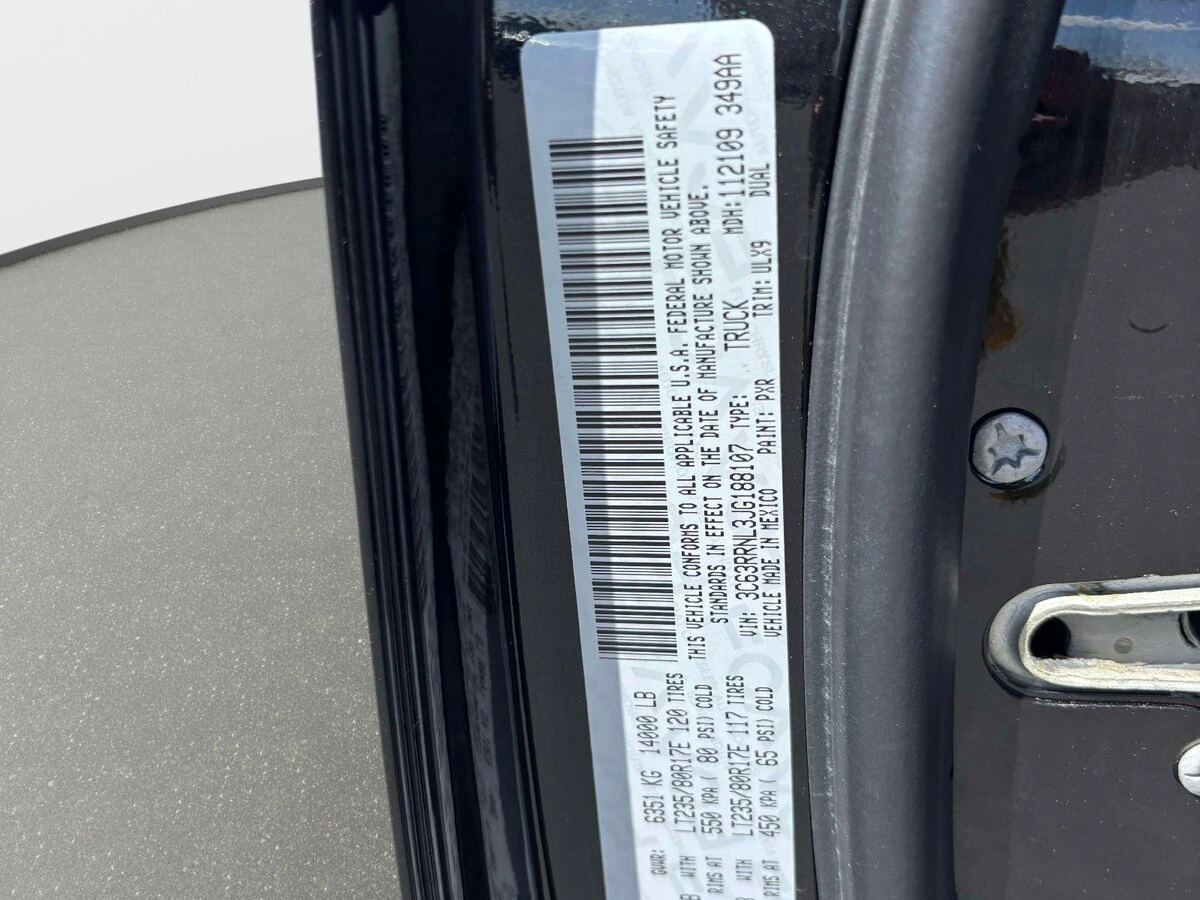 GVWR: 6351 KG 14000 LB
WITH LT235/80R17E 120 TIRES
RIMS AT 550 KPA ( 80 PSI) COLD
WITH LT235/80R17E 117 TIRES
RIMS AT 450 KPA ( 65 PSI) COLD
THIS VEHICLE CONFORMS TO ALL APPLICABLE U.S.A. FEDERAL MOTOR VEHICLE SAFETY
STANDARDS IN EFFECT ON THE DATE OF MANUFACTURE SHOWN ABOVE.
VIN: 3C63RRNL3JG188107 TYPE: TRUCK MDH:112109 349AA
VEHICLE MADE IN MEXICO PAINT: PXR TRIM: ULX9 DUAL